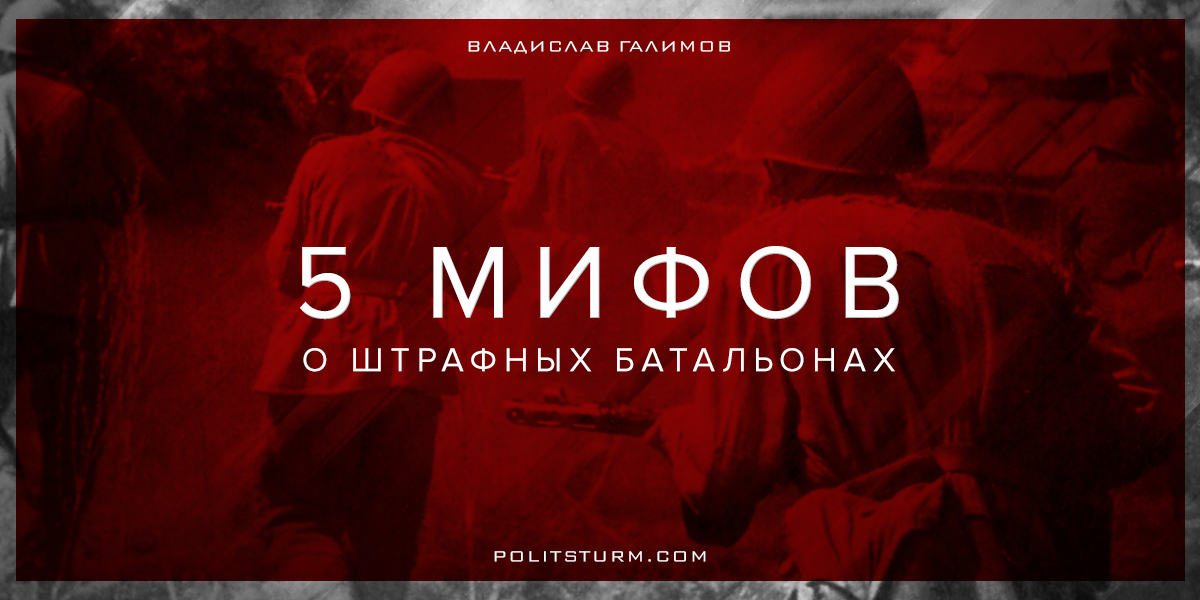 ВЛАДИСЛАВ ГАЛИМОВ
5 МИФОВ
О ШТРАФНЫХ БАТАЛЬОНАХ
POLITSTURM.COM